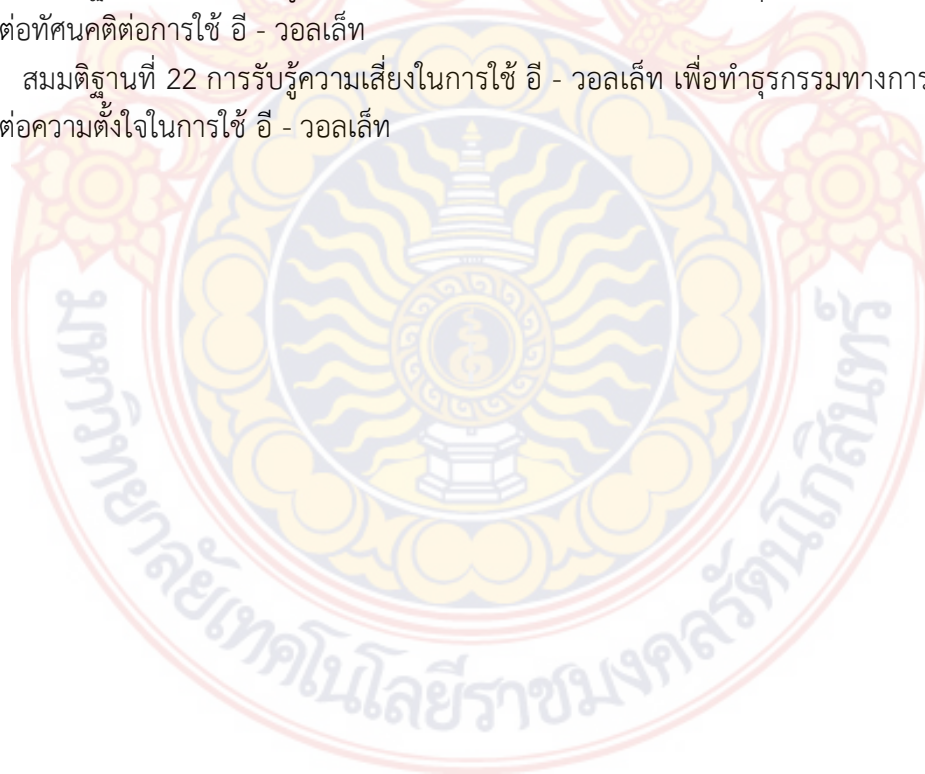 ต่อทัศนคติต่อการใช้ อี - วอลเล็ท
สมมติฐานที่ 22 การรับรู้ความเสี่ยงในการใช้ อี - วอลเล็ท เพื่อทำธุรกรรมทางการ
ต่อความตั้งใจในการใช้ อี - วอลเล็ท
มหาวิทยาลัยเทคโนโลยีราชมงคลรัตนโกสินทร์